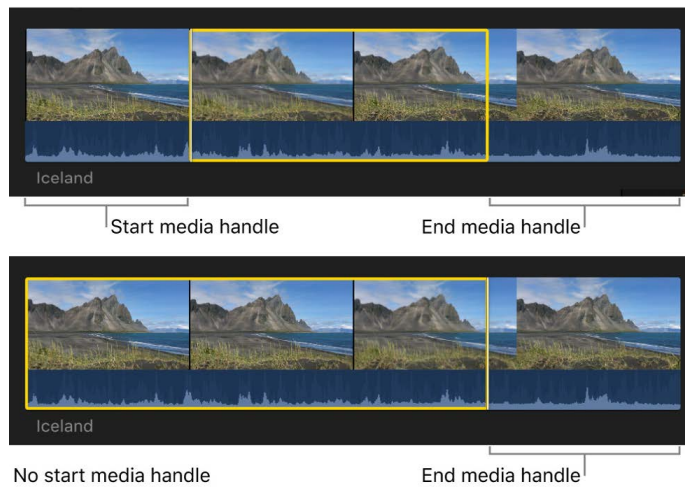 Iceland
Start media handle
End media handle
Iceland
No start media handle
End media handle